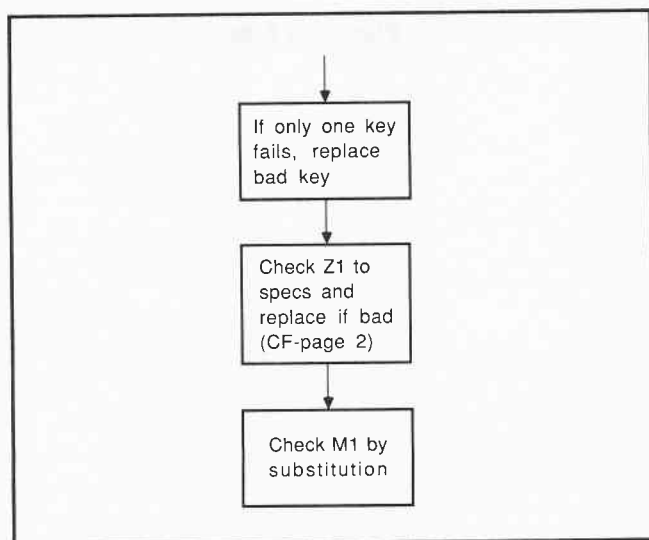 If only one key
fails, replace
bad key
Check Z1 to
specs and
replace if bad
(CF-page 2)
Check M1 by
substitution